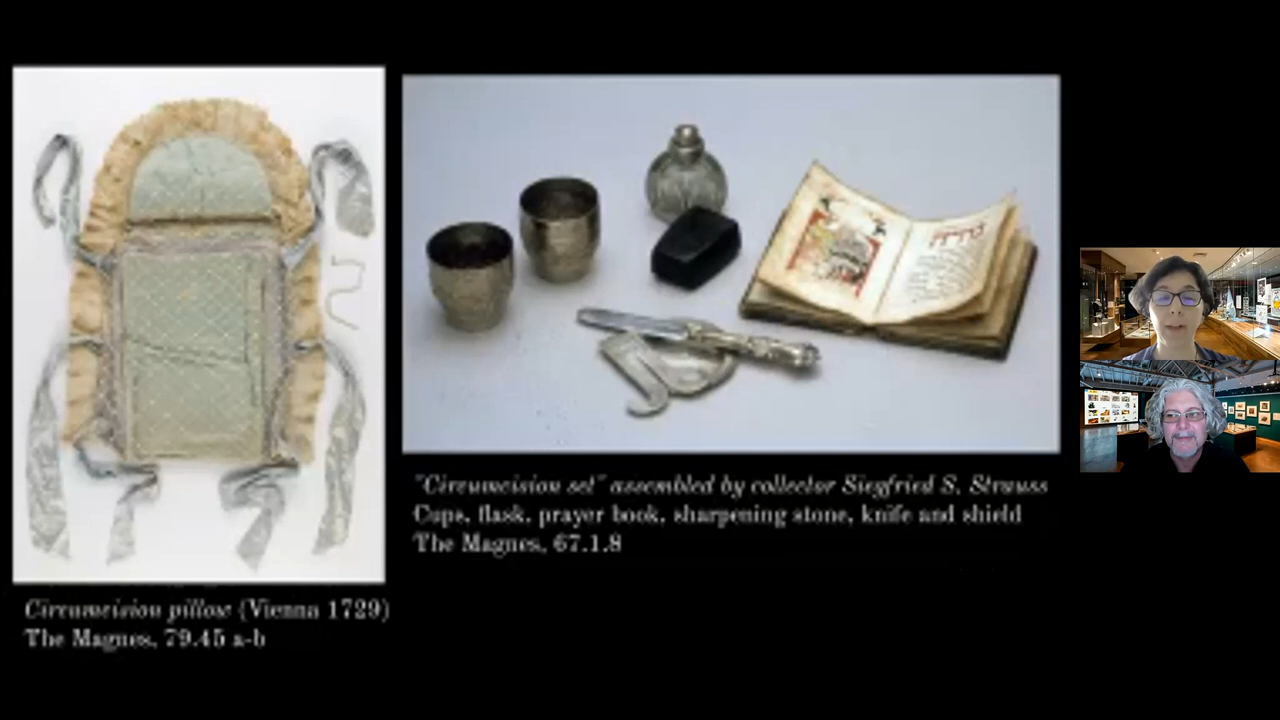 Circumcision pillow (Vienna 1729)
The Magnes, 79.45 a-b
"Circumcision set" assembled by collector Siegfried S. Strauss
Cups, flask, prayer book, sharpening stone, knife and shield
The Magnes, 67.1.8